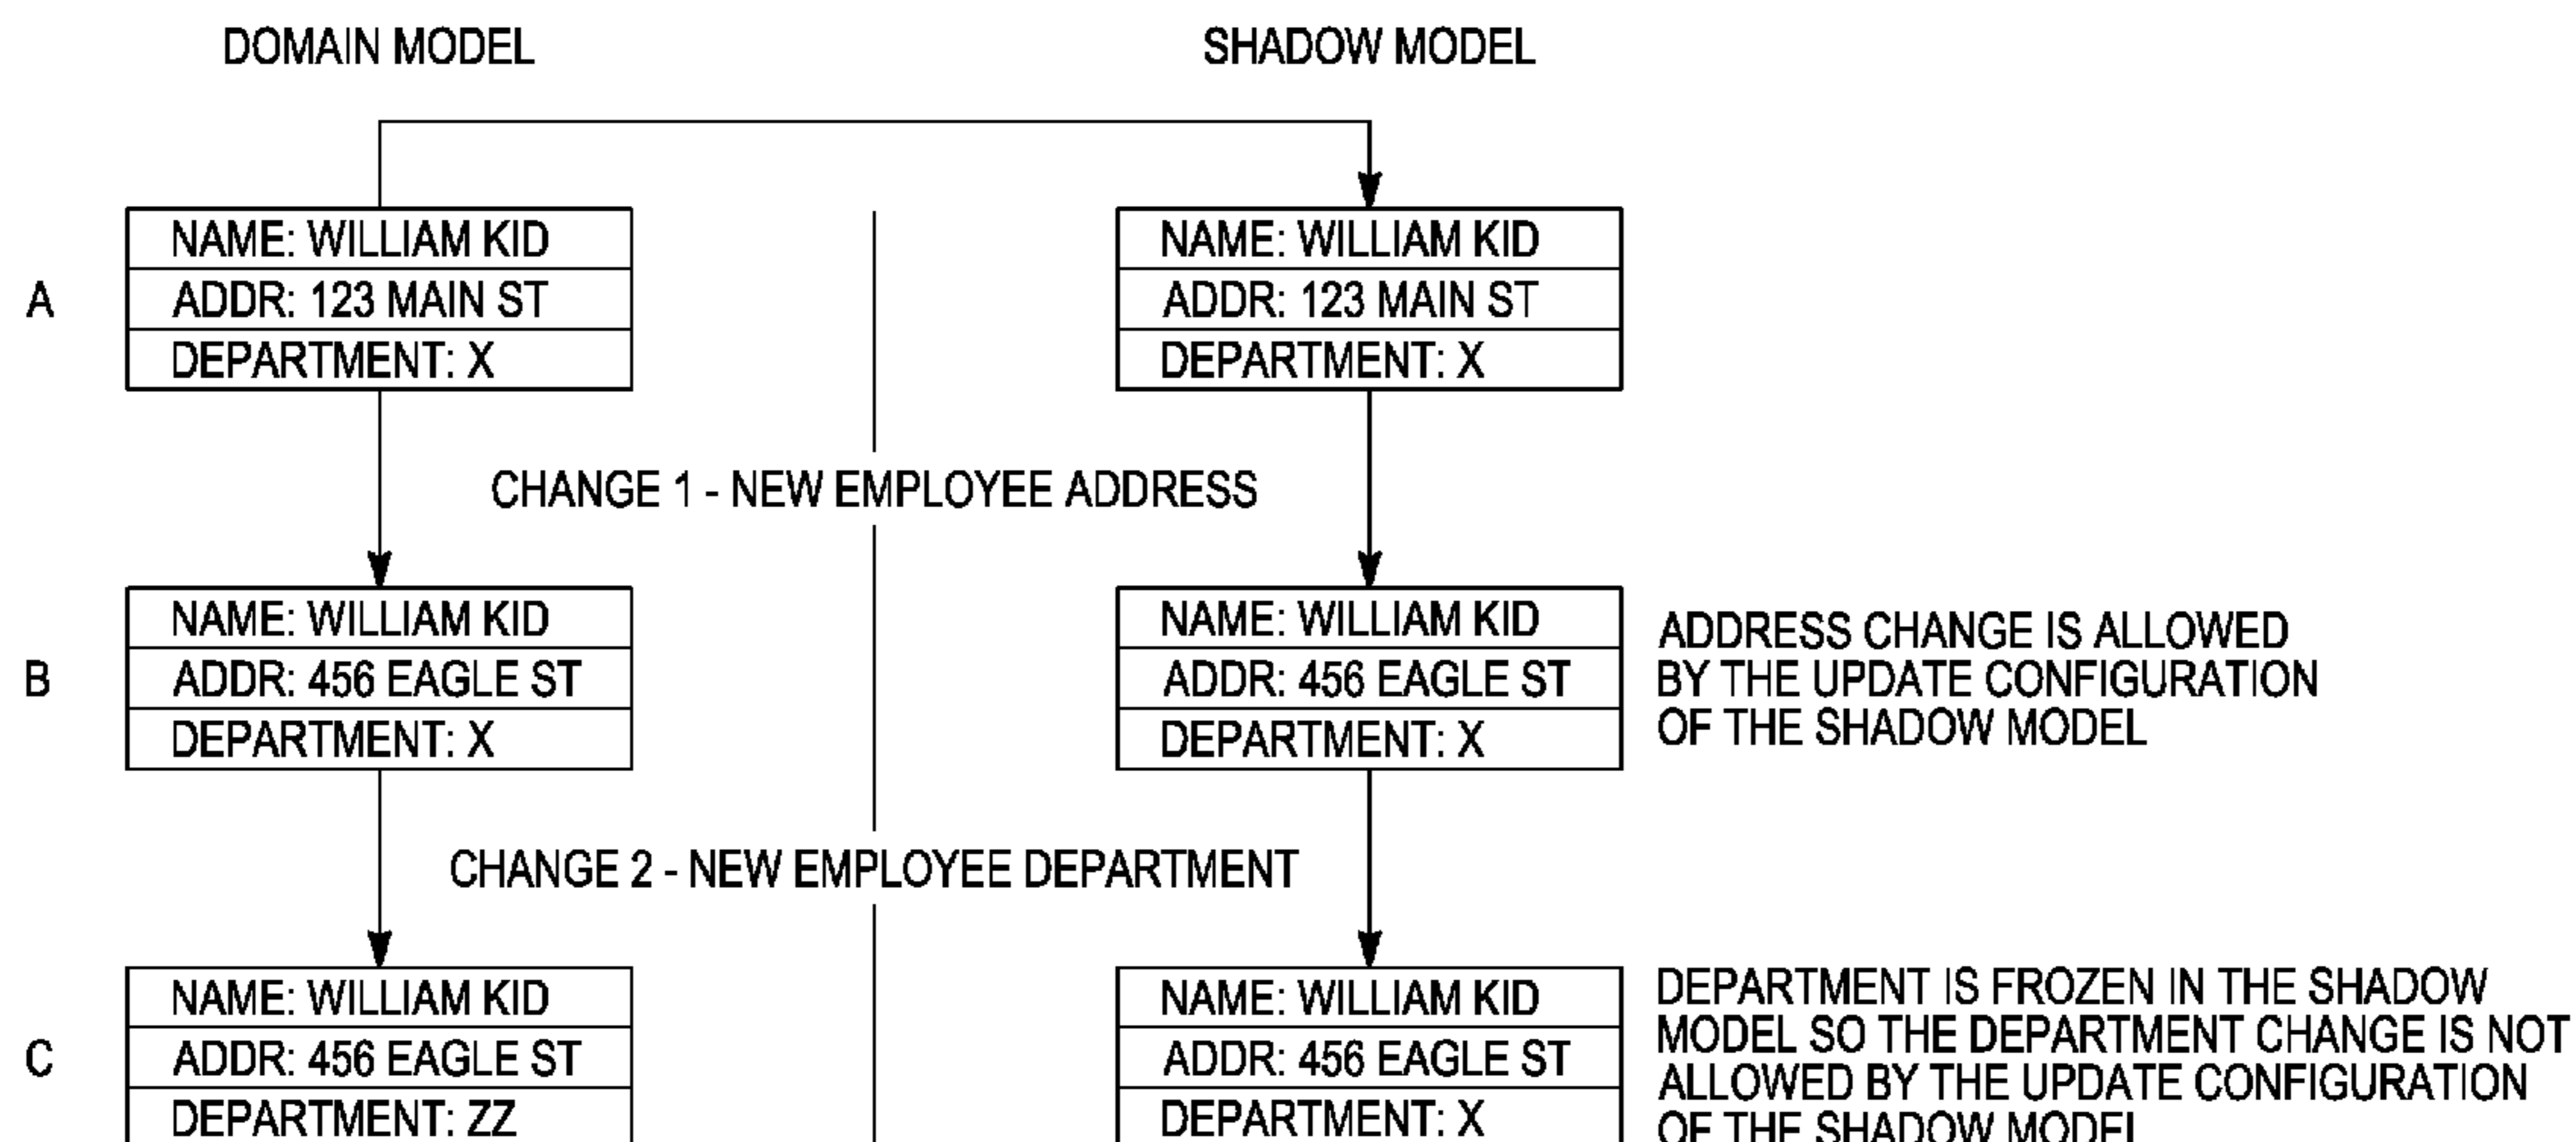 DOMAIN MODEL
SHADOW MODEL
A
NAME: WILLIAM KID
ADDR: 123 MAIN ST
DEPARTMENT: X
NAME: WILLIAM KID
ADDR: 123 MAIN ST
DEPARTMENT: X
CHANGE 1 - NEW EMPLOYEE ADDRESS
B
NAME: WILLIAM KID
ADDR: 456 EAGLE ST
DEPARTMENT: X
NAME: WILLIAM KID
ADDR: 456 EAGLE ST
DEPARTMENT: X
ADDRESS CHANGE IS ALLOWED
BY THE UPDATE CONFIGURATION
OF THE SHADOW MODEL
CHANGE 2 - NEW EMPLOYEE DEPARTMENT
C
NAME: WILLIAM KID
ADDR: 456 EAGLE ST
DEPARTMENT: ZZ
NAME: WILLIAM KID
ADDR: 456 EAGLE ST
DEPARTMENT: X
DEPARTMENT IS FROZEN IN THE SHADOW
MODEL SO THE DEPARTMENT CHANGE IS NOT
ALLOWED BY THE UPDATE CONFIGURATION
OF THE SHADOW MODEL